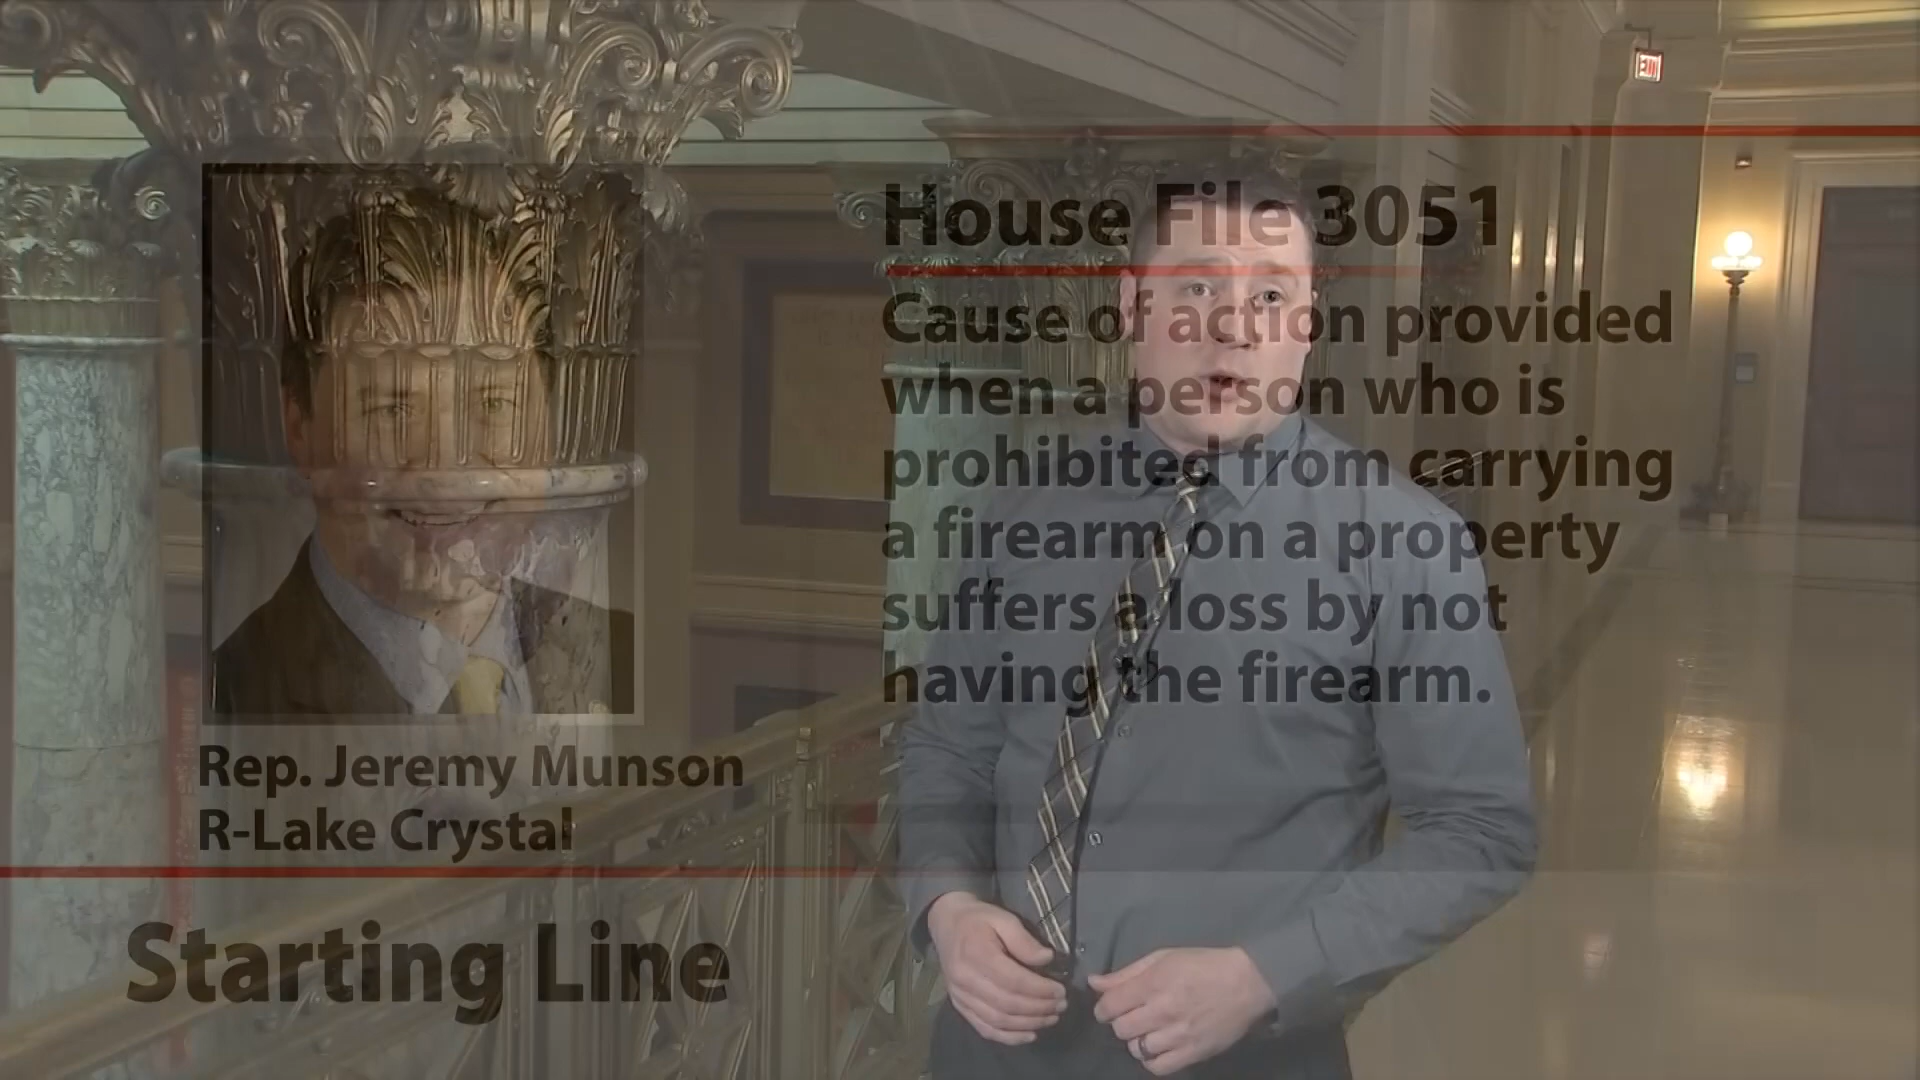 House File 3051
Cause of action provided
when a person who is
prohibited from carrying
a firearm on a property
suffers a loss by not
having the firearm.
Rep. Jeremy Munson
R-Lake Crystal
Starting Line